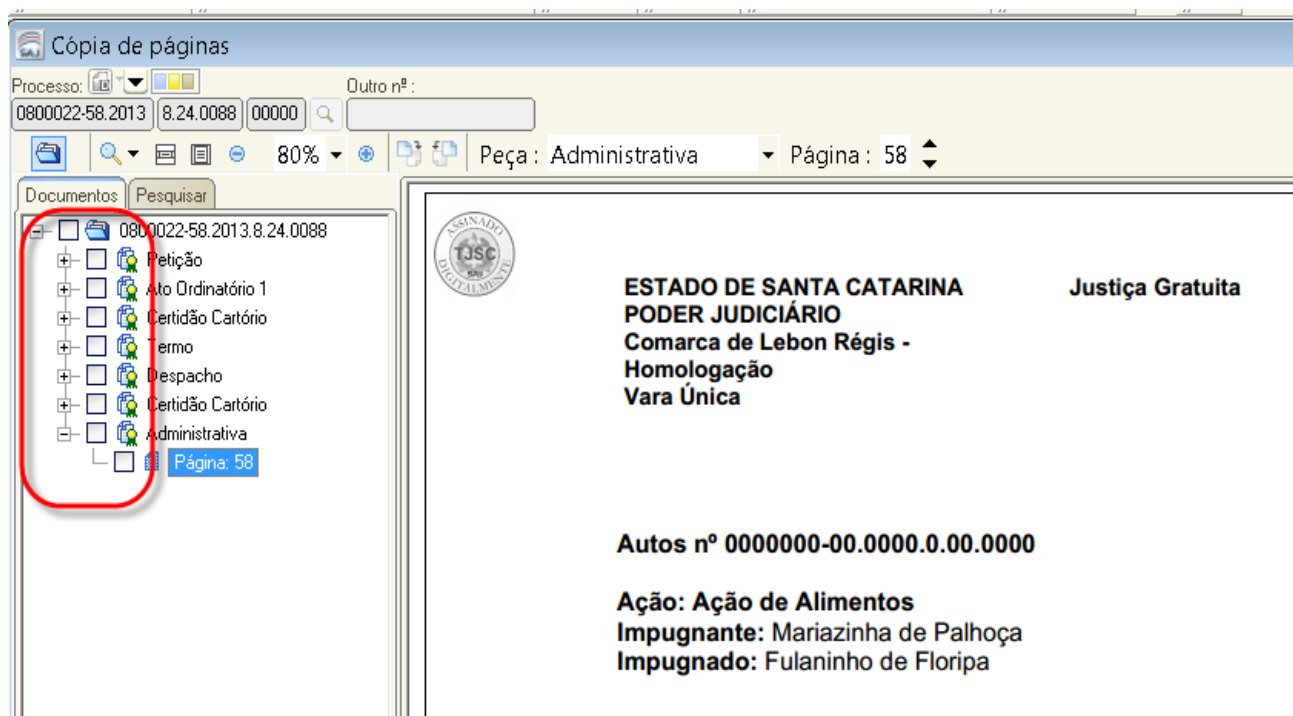 Cópia de páginas
Processo: Outro nº :
0800022-58.2013 8.24.0088 00000
80% Peça : Administrativa Página : 58
Documentos Pesquisar
0800022-58.2013.8.24.0088
Petição
Ato Ordinatório 1
Certidão Cartório
Termo
Despacho
Certidão Cartório
Administrativa
Página: 58
ASSINADO
TJSC
DIGITALMENTE
ESTADO DE SANTA CATARINA Justiça Gratuita
PODER JUDICIÁRIO
Comarca de Lebon Régis -
Homologação
Vara Única
Autos nº 0000000-00.0000.0.00.0000
Ação: Ação de Alimentos
Impugnante: Mariazinha de Palhoça
Impugnado: Fulaninho de Floripa